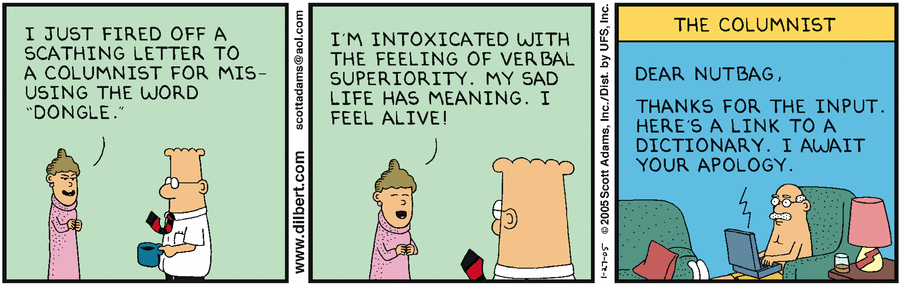 I JUST FIRED OFF A
SCATHING LETTER TO
A COLUMNIST FOR MIS-
USING THE WORD
"DONGLE."
www.dilbert.com scottadams@aol.com
I'M INTOXICATED WITH
THE FEELING OF VERBAL
SUPERIORITY. MY SAD
LIFE HAS MEANING. I
FEEL ALIVE!
1-27-05 © 2005 Scott Adams, Inc./Dist. by UFS, Inc.
THE COLUMNIST
DEAR NUTBAG,
THANKS FOR THE INPUT.
HERE'S A LINK TO A
DICTIONARY. I AWAIT
YOUR APOLOGY.